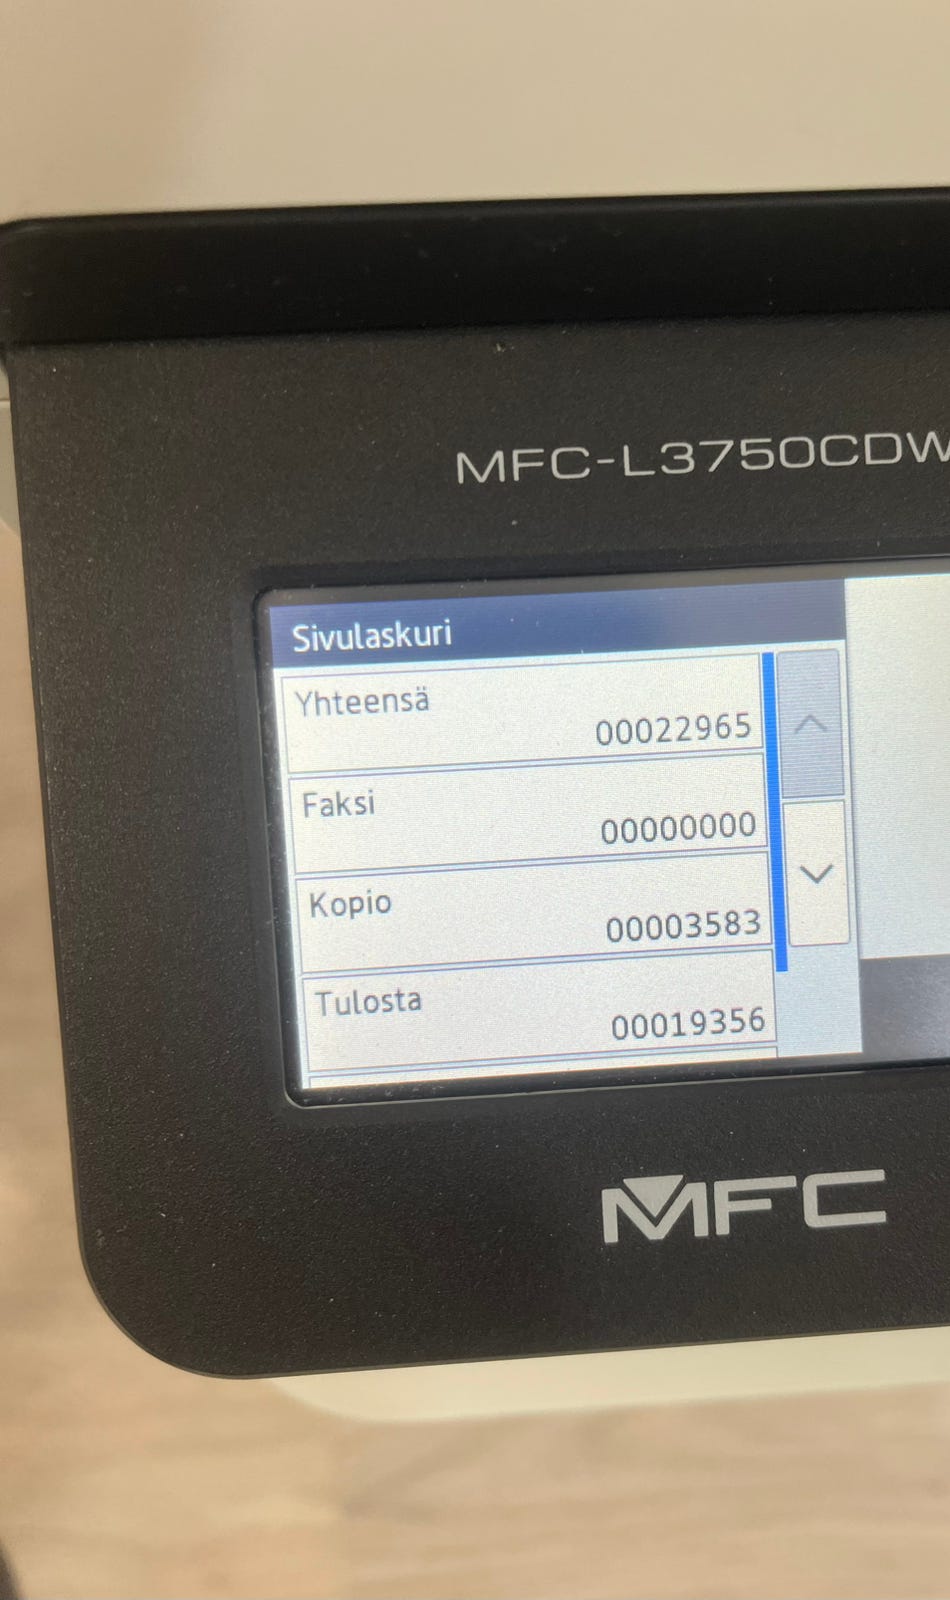 MFC-L3750CDW
Sivulaskuri
Yhteensä
00022965
Faksi
00000000
Kopio
00003583
Tulosta
00019356
MFC